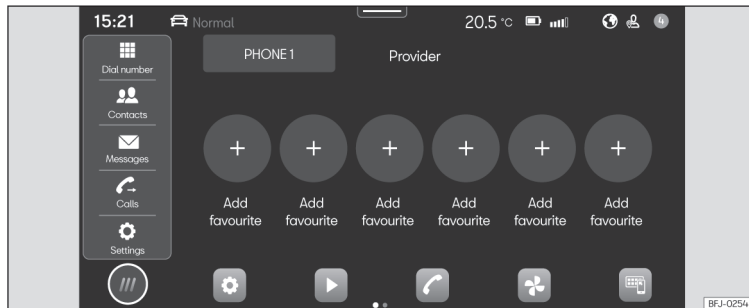 15:21
Normal
20.5 °C
4
Dial number
Contacts
Messages
Calls
Settings
PHONE 1
Provider
Add
favourite
Add
favourite
Add
favourite
Add
favourite
Add
favourite
Add
favourite
BFJ-0254